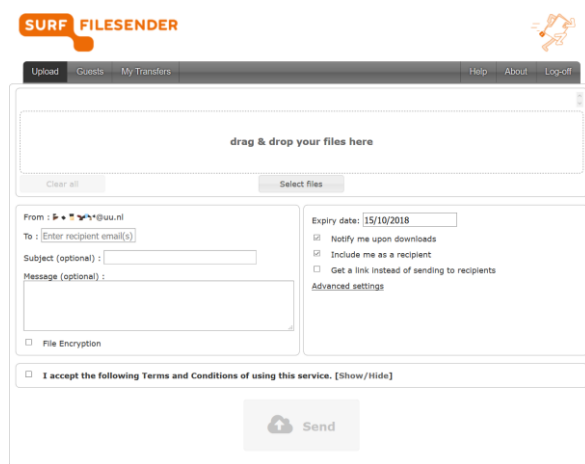 SURF FILESENDER
Upload Guests My Transfers Help About Log-off
drag & drop your files here
Clear all Select files
From : @uu.nl
To : Enter recipient email(s)
Subject (optional) :
Message (optional) :
File Encryption
Expiry date: 15/10/2018
Notify me upon downloads
Include me as a recipient
Get a link instead of sending to recipients
Advanced settings
I accept the following Terms and Conditions of using this service. [Show/Hide]
Send